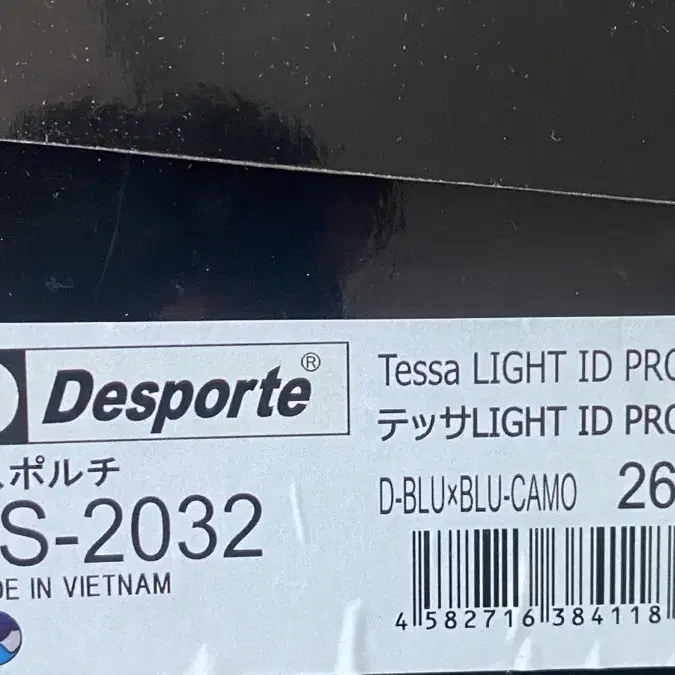 Desporte®
スポルチ
S-2032
DE IN VIETNAM
Tessa LIGHT ID PRO
テッサLIGHT ID PRO
D-BLU×BLU-CAMO 26
4 582716 384118